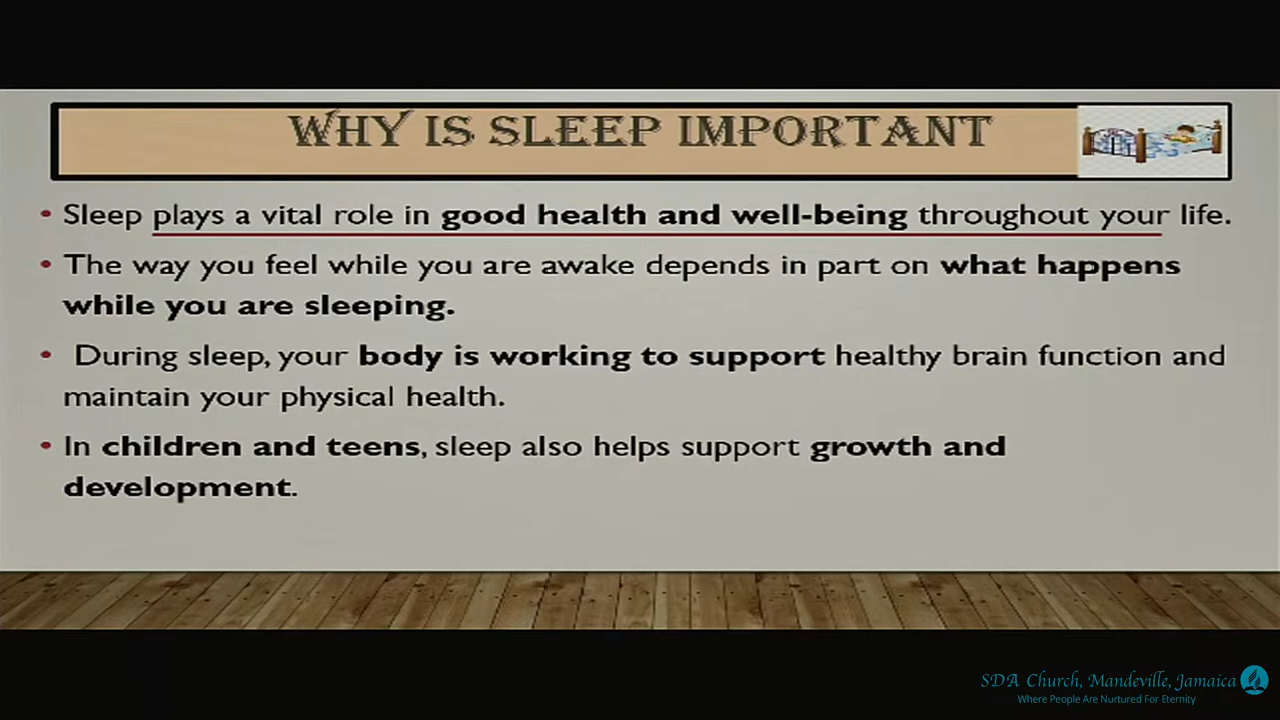 WHY IS SLEEP IMPORTANT
• Sleep plays a vital role in good health and well-being throughout your life.
• The way you feel while you are awake depends in part on what happens
while you are sleeping.
• During sleep, your body is working to support healthy brain function and
maintain your physical health.
• In children and teens, sleep also helps support growth and
development.
SDA Church, Mandeville, Jamaica
Where People Are Nurtured For Eternity